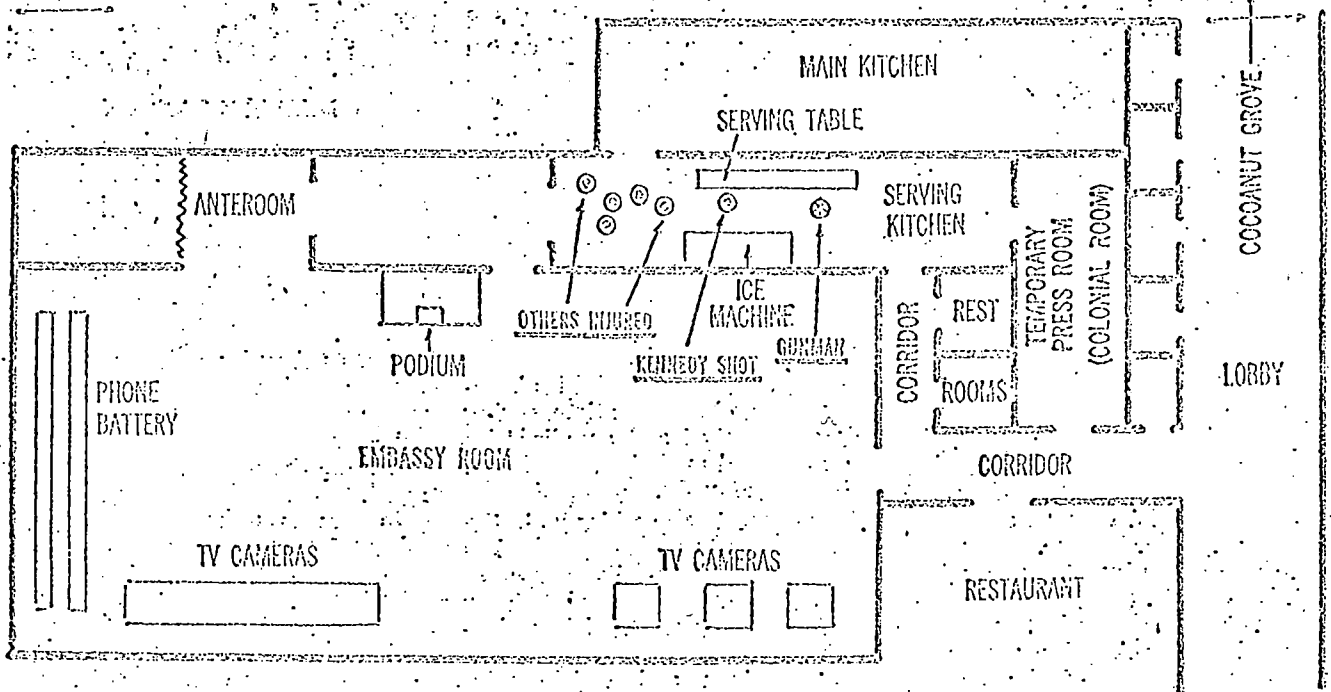 MAIN KITCHEN
SERVING TABLE
ANTEROOM
SERVING
KITCHEN
TEMPORARY
PRESS ROOM
(COLONIAL ROOM)
COCOANUT GROVE
OTHERS INJURED
ICE
MACHINE
KENNEDY SHOT
GUNMAN
PODIUM
CORRIDOR
REST
ROOMS
LOBBY
PHONE
BATTERY
EMBASSY ROOM
CORRIDOR
TV CAMERAS
TV CAMERAS
RESTAURANT